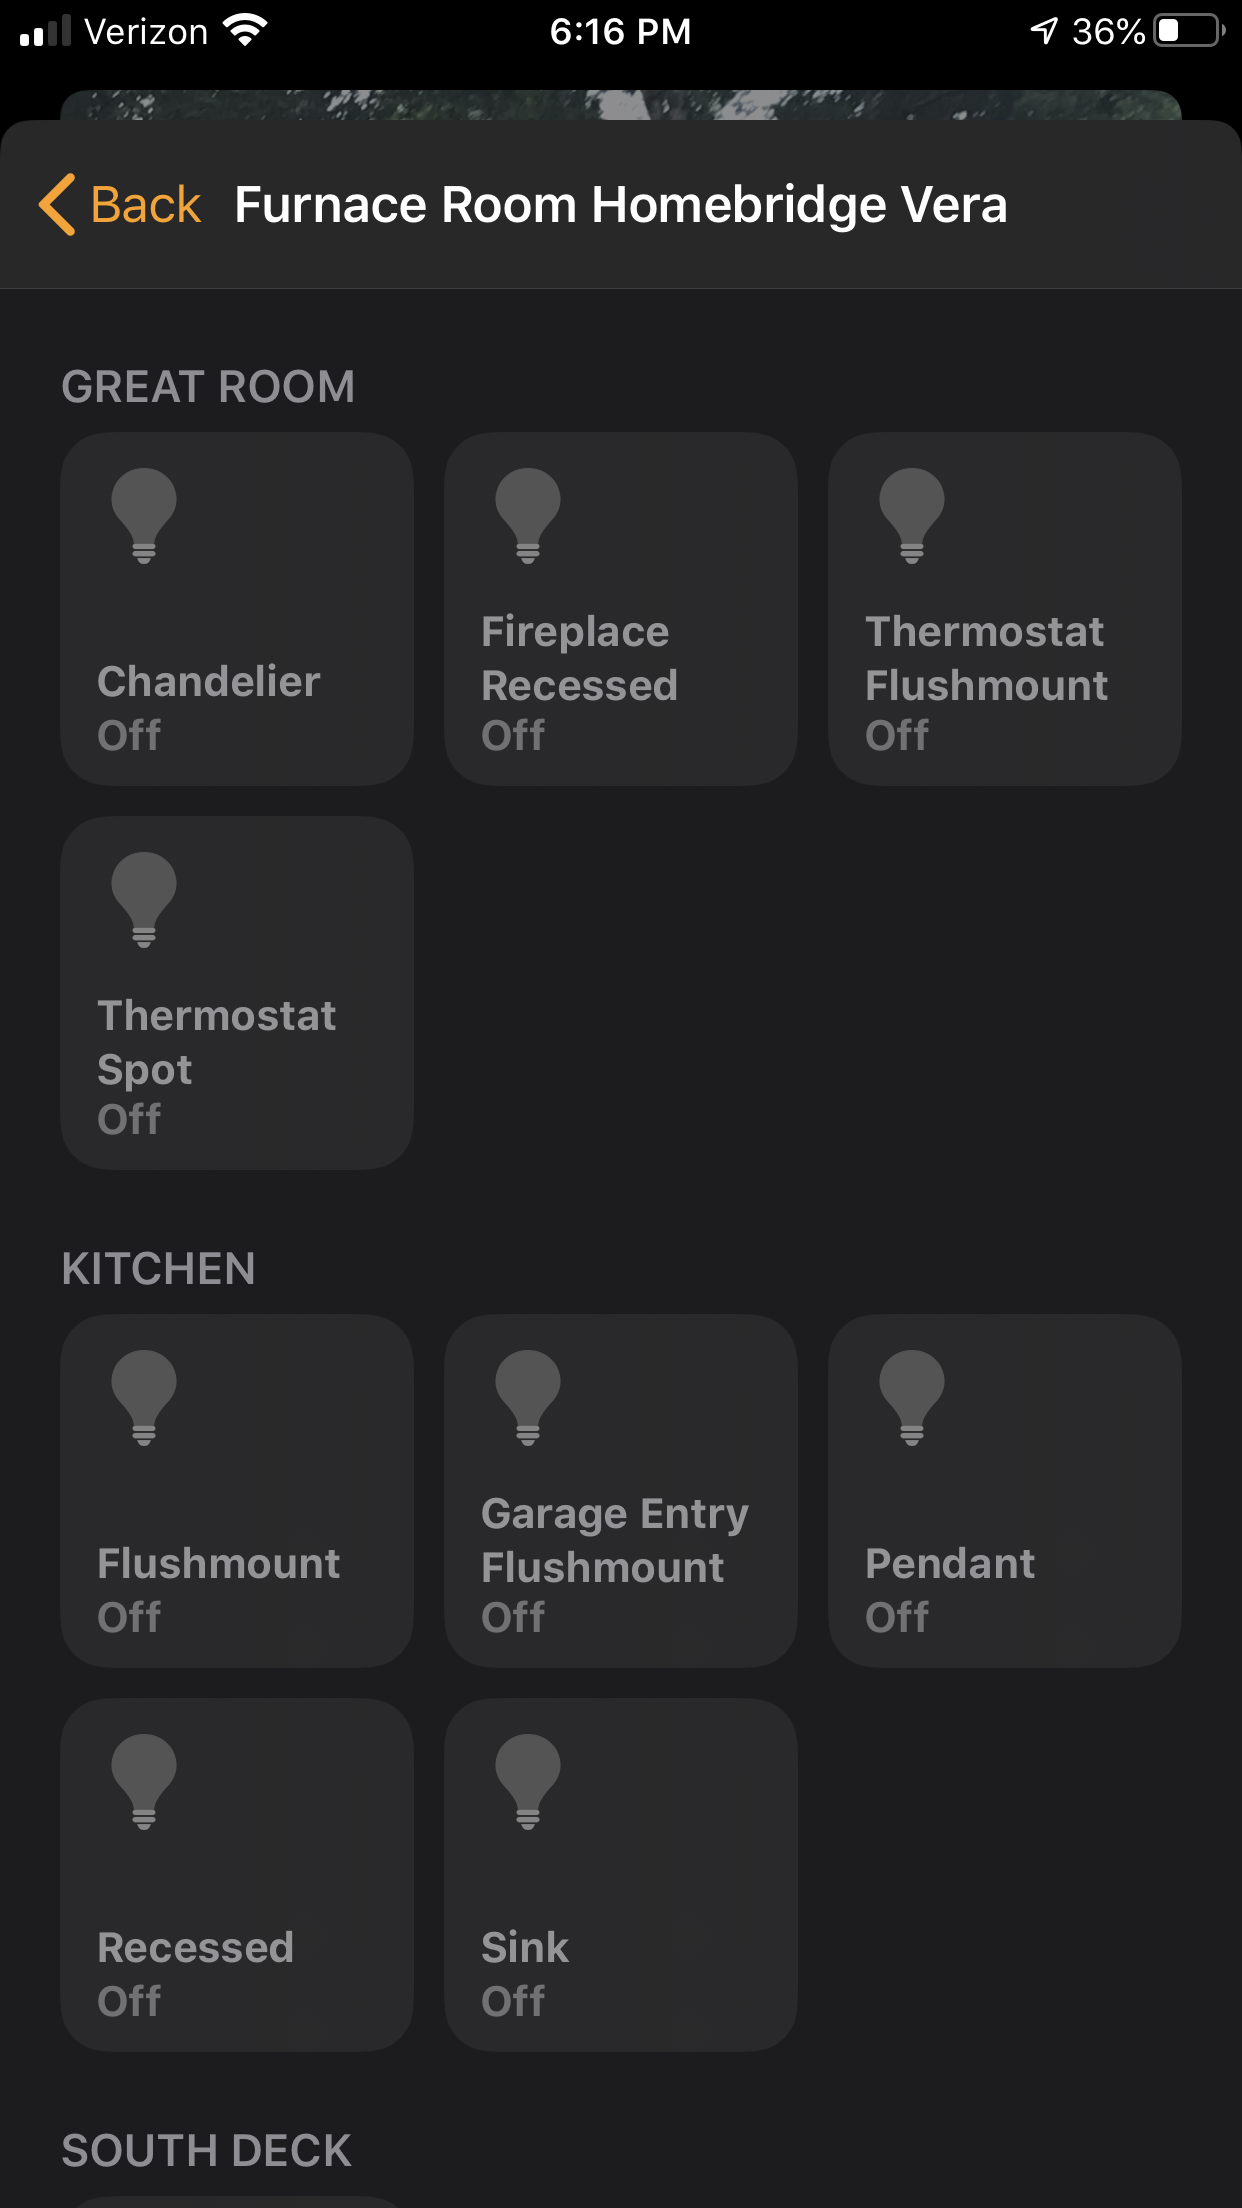 Verizon 6:16 PM 36%
Back Furnace Room Homebridge Vera
GREAT ROOM
Chandelier
Off
Fireplace
Recessed
Off
Thermostat
Flushmount
Off
Thermostat
Spot
Off
KITCHEN
Flushmount
Off
Garage Entry
Flushmount
Off
Pendant
Off
Recessed
Off
Sink
Off
SOUTH DECK